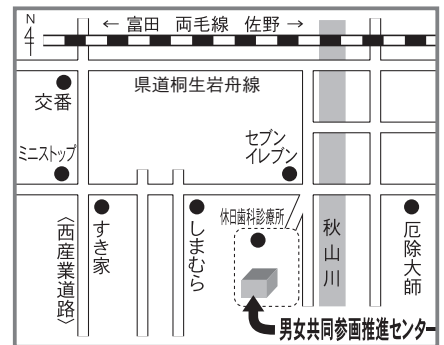 N
4
← 富田 両毛線 佐野 →
県道桐生岩舟線
交番
セブン
イレブン
ミニストップ
休日歯科診療所
〈西産業道路〉
すき家
しまむら
秋山川
厄除大師
男女共同参画推進センター